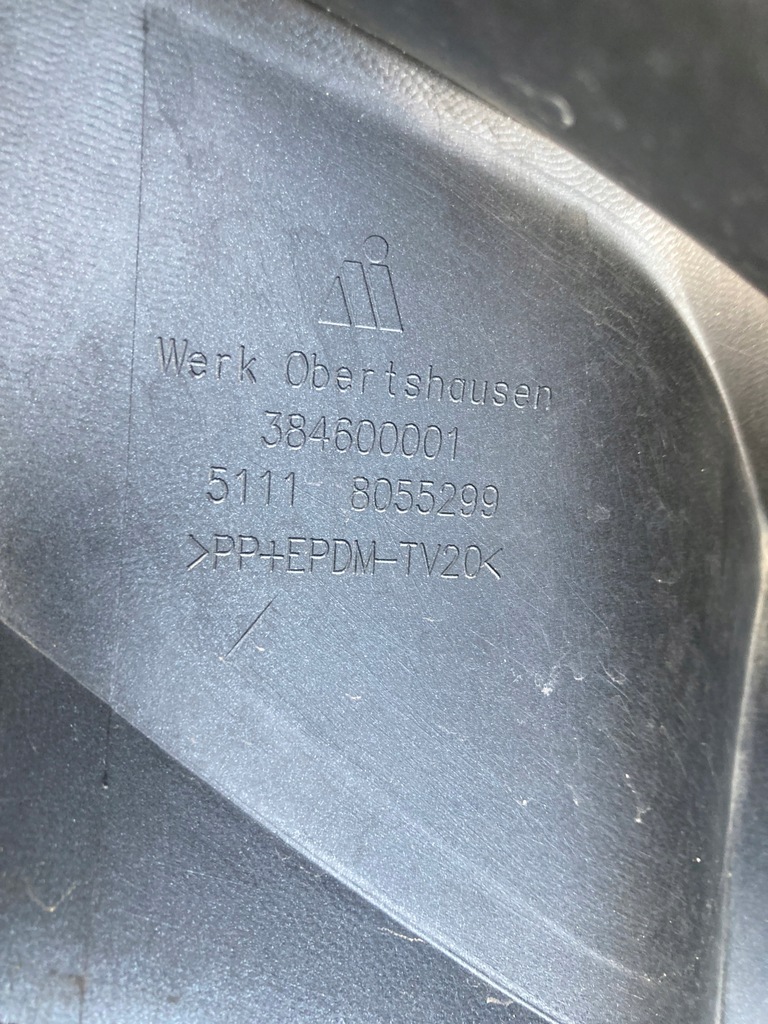 Werk Obertshausen
384600001
5111 8055299
>PP+EPDM-TV20<